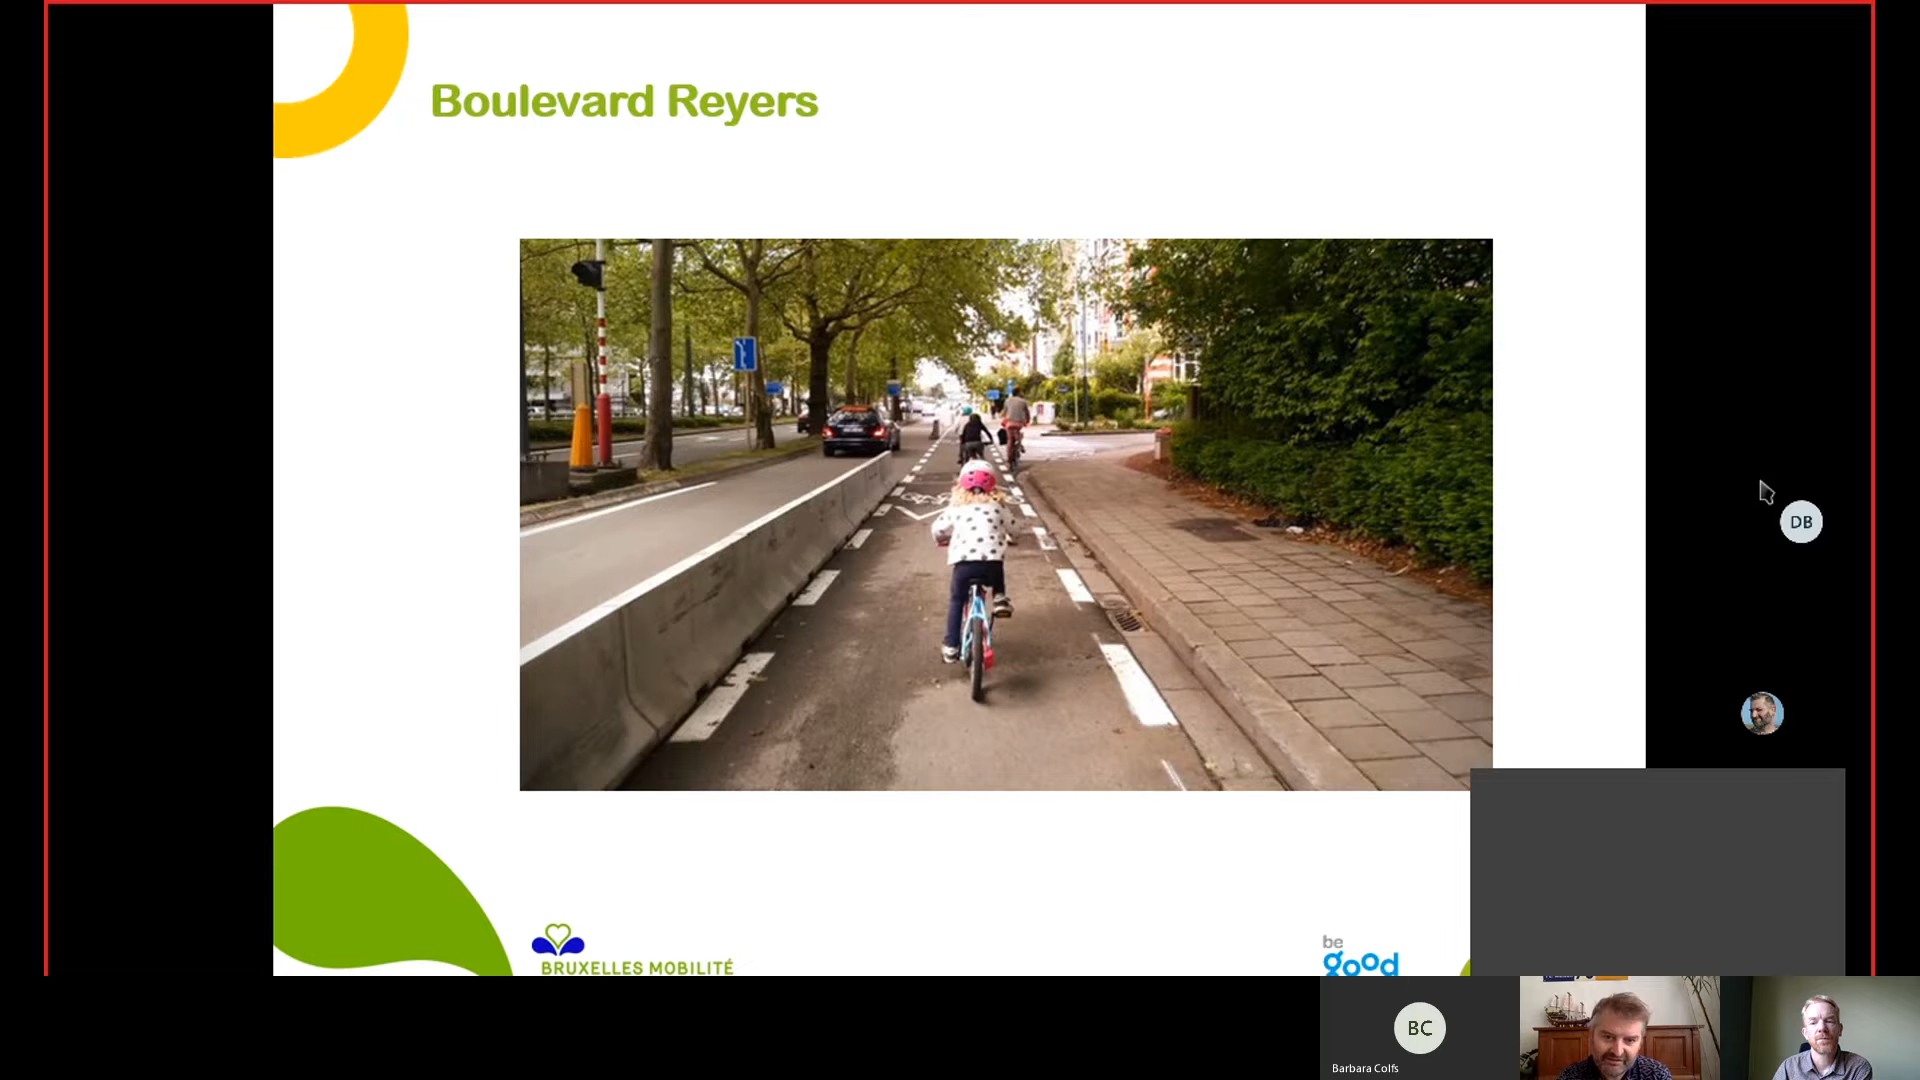 Boulevard Reyers
DB
BRUXELLES MOBILITÉ
be
good
BC
Barbara Colfs